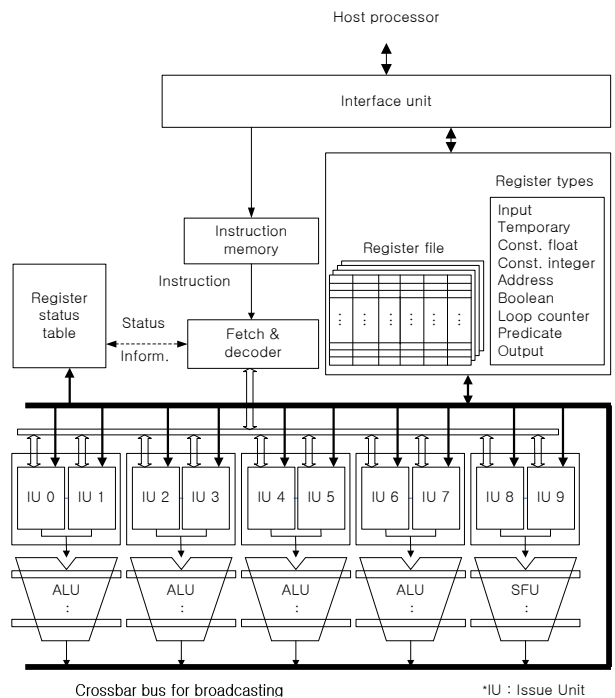 Host processor
Interface unit
Register types
Input
Temporary
Const. float
Const. integer
Address
Boolean
Loop counter
Predicate
Output
Register file
Instruction
memory
Instruction
Register
status
table
Status
Inform.
Fetch &
decoder
IU 0 IU 1 IU 2 IU 3 IU 4 IU 5 IU 6 IU 7 IU 8 IU 9
ALU ALU ALU ALU SFU
Crossbar bus for broadcasting
*IU : Issue Unit